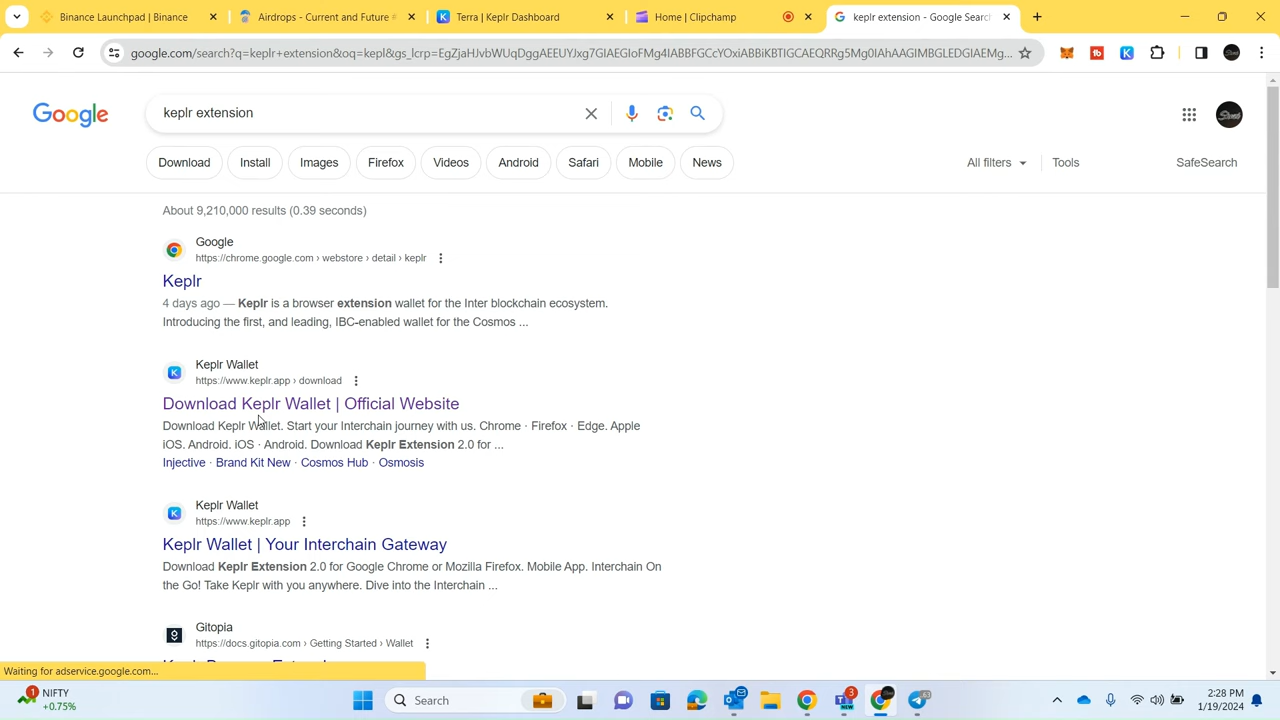 Binance Launchpad | Binance
Airdrops - Current and Future
Terra | Keplr Dashboard
Home | Clipchamp
keplr extension - Google Search
google.com/search?q=keplr+extension&oq=kepl&gs_lcrp=EgZjaHJvbWUqDggAEEUYJxg7GIAEGIoFMg4IABBFGCcYOxiABBiKBTIGCAEQRRg5Mg0IAhAAGIMBGLEDGIAEMg...
Google
keplr extension
Download
Install
Images
Firefox
Videos
Android
Safari
Mobile
News
All filters
Tools
SafeSearch
About 9,210,000 results (0.39 seconds)
Google
https://chrome.google.com › webstore › detail › keplr
Keplr
4 days ago — Keplr is a browser extension wallet for the Inter blockchain ecosystem.
Introducing the first, and leading, IBC-enabled wallet for the Cosmos ...
Keplr Wallet
https://www.keplr.app › download
Download Keplr Wallet | Official Website
Download Keplr Wallet. Start your Interchain journey with us. Chrome · Firefox · Edge. Apple
iOS. Android. iOS · Android. Download Keplr Extension 2.0 for ...
Injective · Brand Kit New · Cosmos Hub · Osmosis
Keplr Wallet
https://www.keplr.app
Keplr Wallet | Your Interchain Gateway
Download Keplr Extension 2.0 for Google Chrome or Mozilla Firefox. Mobile App. Interchain On
the Go! Take Keplr with you anywhere. Dive into the Interchain ...
Gitopia
https://docs.gitopia.com › Getting Started › Wallet
Waiting for adservice.google.com...
1
NIFTY
+0.75%
Search
3
NEW
2:28 PM
1/19/2024